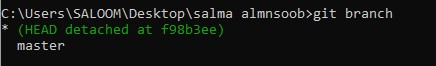 C:\Users\SALOOM\Desktop\salma almnsoob>git branch
* (HEAD detached at f98b3ee)
master